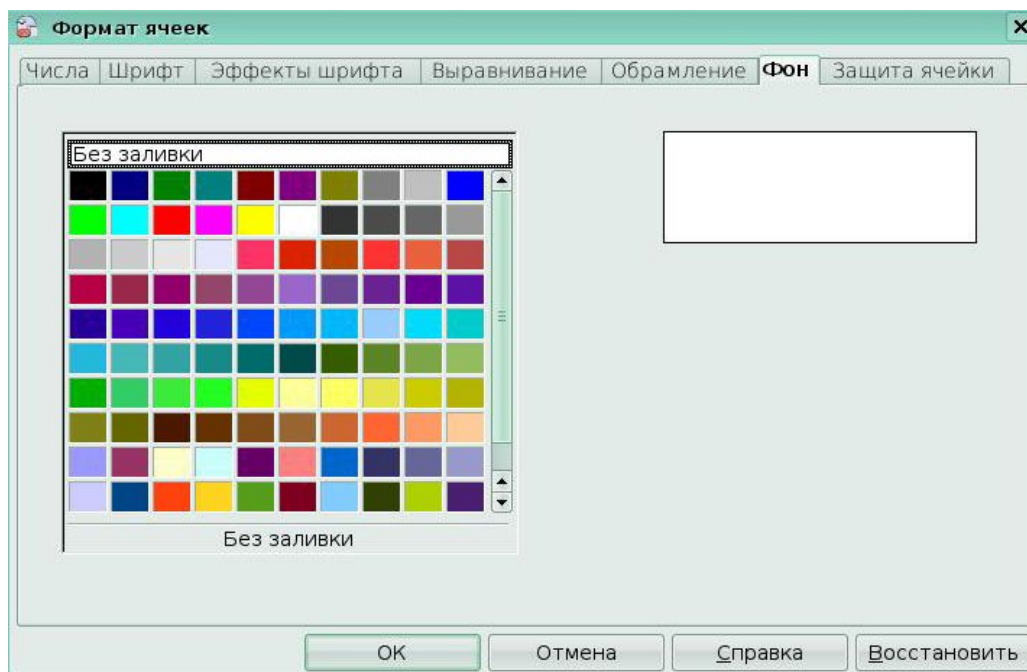 Формат ячеек
Числа Шрифт Эффекты шрифта Выравнивание Обрамление Фон Защита ячейки
Без заливки
Без заливки
OK Отмена Справка Восстановить